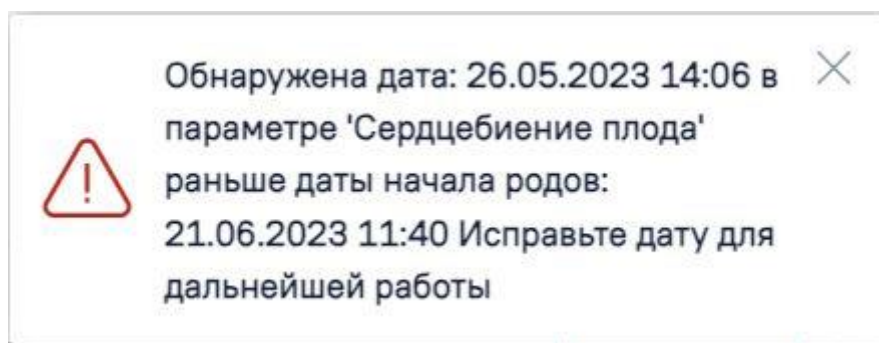 Обнаружена дата: 26.05.2023 14:06 в
параметре 'Сердцебиение плода'
раньше даты начала родов:
21.06.2023 11:40 Исправьте дату для
дальнейшей работы